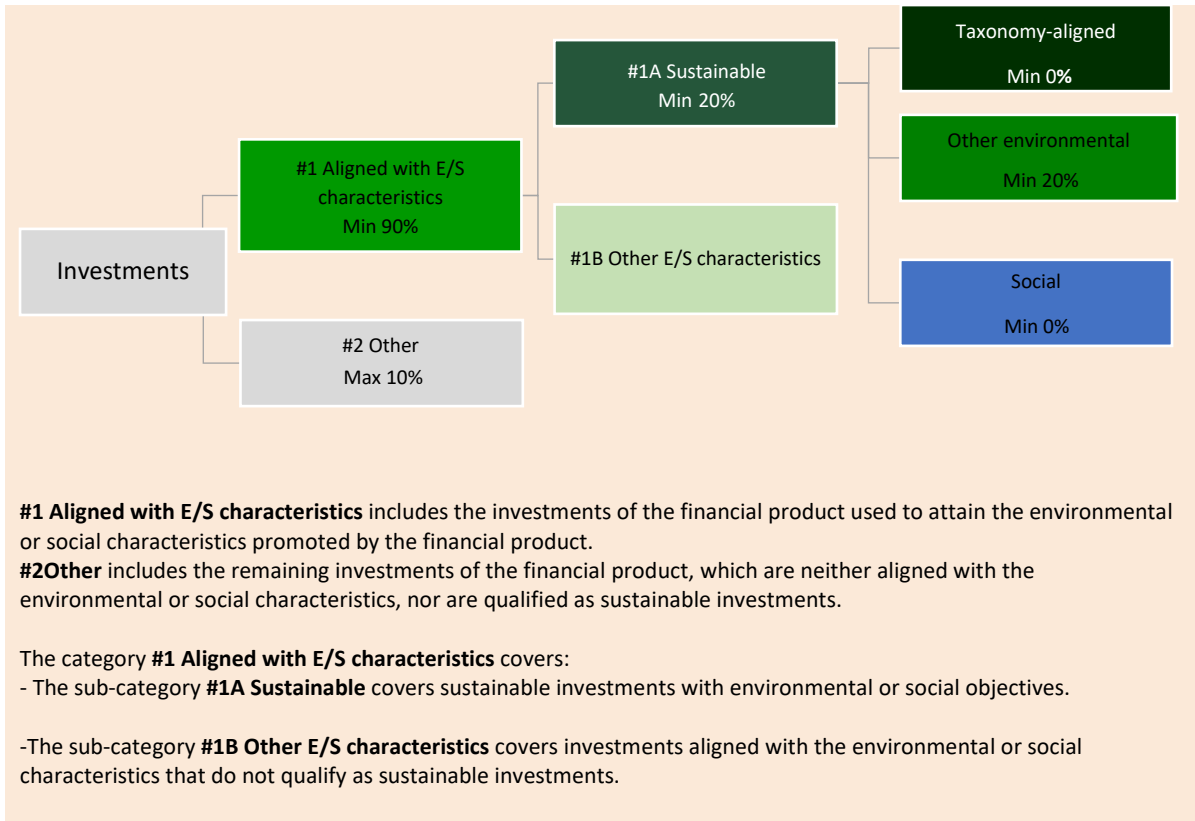 Investments
#1 Aligned with E/S
characteristics
Min 90%
#2 Other
Max 10%
#1A Sustainable
Min 20%
#1B Other E/S characteristics
Taxonomy-aligned
Min 0%
Other environmental
Min 20%
Social
Min 0%
#1 Aligned with E/S characteristics includes the investments of the financial product used to attain the environmental
or social characteristics promoted by the financial product.
#2Other includes the remaining investments of the financial product, which are neither aligned with the
environmental or social characteristics, nor are qualified as sustainable investments.
The category #1 Aligned with E/S characteristics covers:
- The sub-category #1A Sustainable covers sustainable investments with environmental or social objectives.
-The sub-category #1B Other E/S characteristics covers investments aligned with the environmental or social
characteristics that do not qualify as sustainable investments.